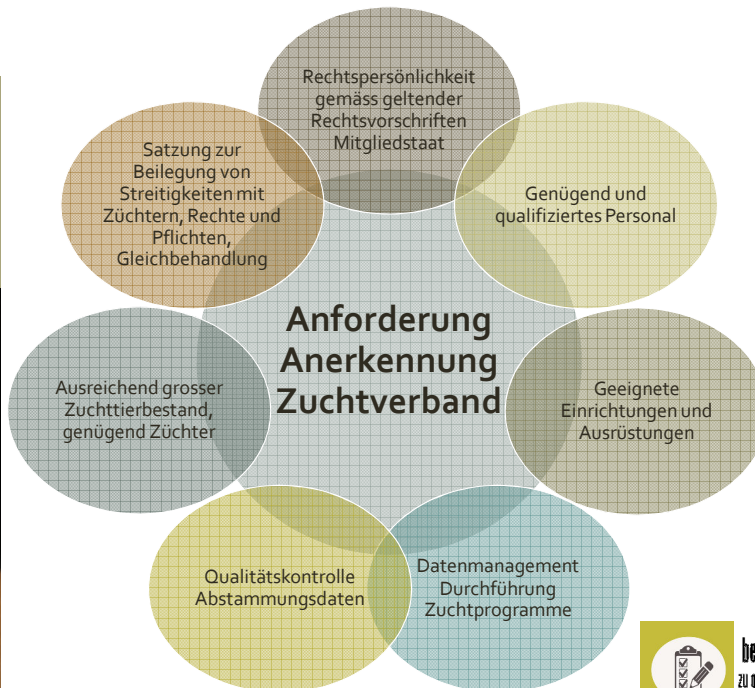 Rechtspersönlichkeit
gemäss geltender
Rechtsvorschriften
Mitgliedstaat
Genügend und
qualifiziertes Personal
Geeignete
Einrichtungen und
Ausrüstungen
Datenmanagement
Durchführung
Zuchtprogramme
Qualitätskontrolle
Abstammungsdaten
Ausreichend grosser
Zuchttierbestand,
genügend Züchter
Satzung zur
Beilegung von
Streitigkeiten mit
Züchtern, Rechte und
Pflichten,
Gleichbehandlung
Anforderung
Anerkennung
Zuchtverband